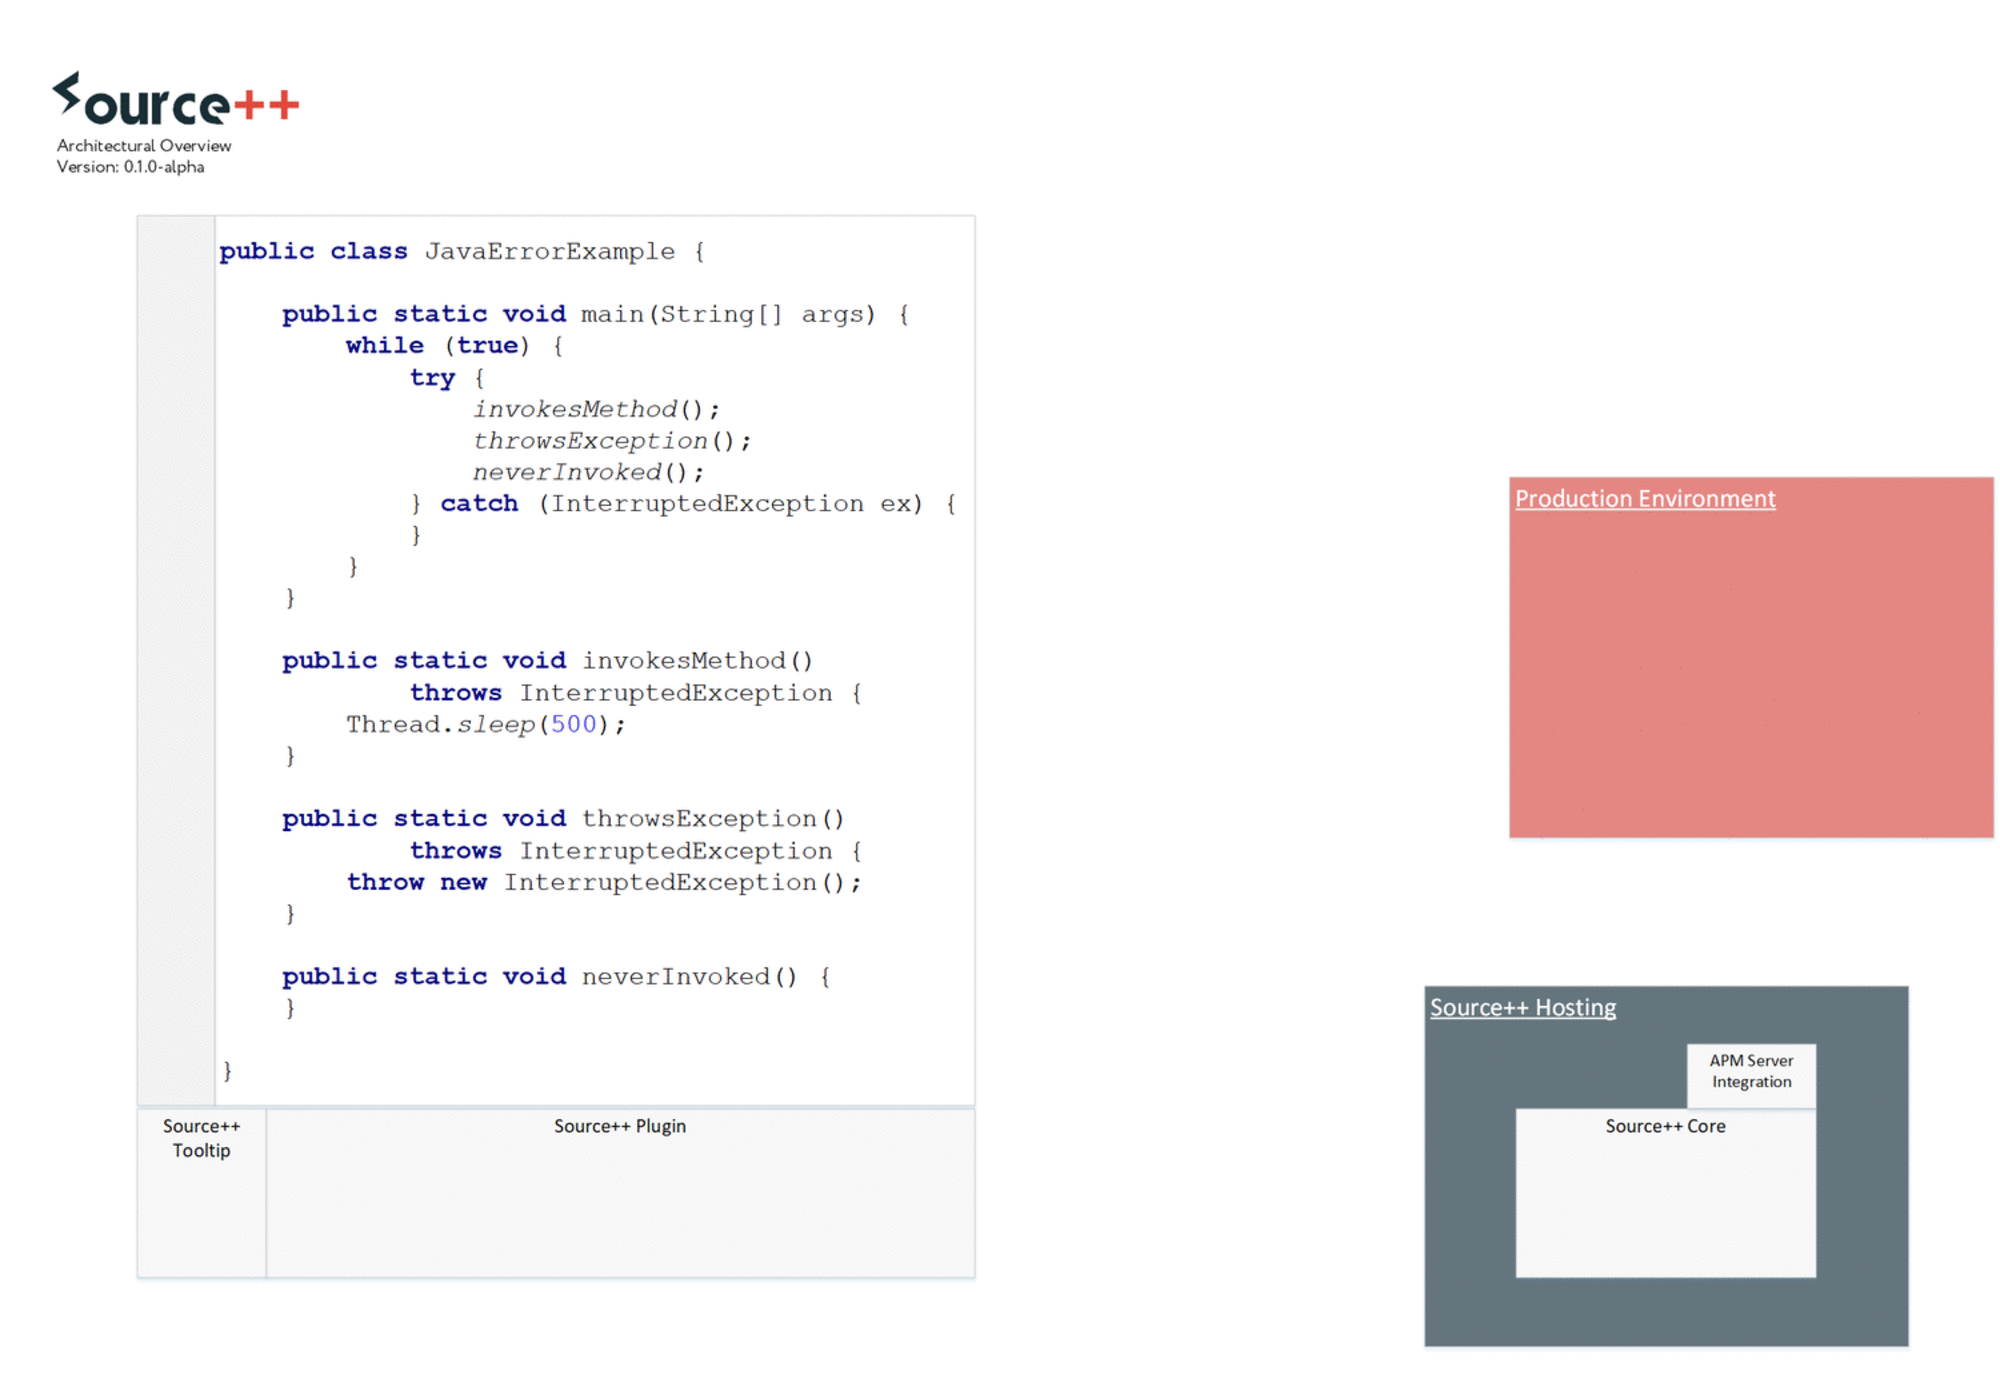 Source++
Architectural Overview
Version: 0.1.0-alpha
public class JavaErrorExample {
public static void main(String[] args) {
while (true) {
try {
invokesMethod();
throwsException();
neverInvoked();
} catch (InterruptedException ex) {
}
}
}
public static void invokesMethod()
throws InterruptedException {
Thread.sleep(500);
}
public static void throwsException()
throws InterruptedException {
throw new InterruptedException();
}
public static void neverInvoked() {
}
}
Source++
Tooltip
Source++ Plugin
Production Environment
Source++ Hosting
APM Server
Integration
Source++ Core